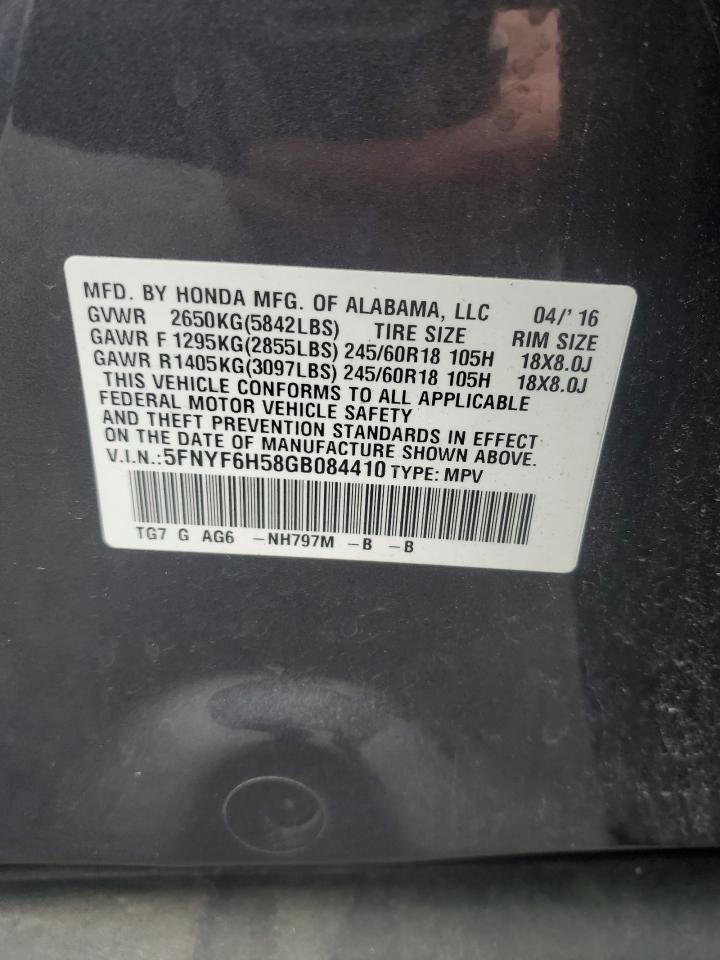 MFD. BY HONDA MFG. OF ALABAMA, LLC 04/'16
GVWR 2650KG(5842LBS) TIRE SIZE RIM SIZE
GAWR F 1295KG(2855LBS) 245/60R18 105H 18X8.0J
GAWR R1405KG(3097LBS) 245/60R18 105H 18X8.0J
THIS VEHICLE CONFORMS TO ALL APPLICABLE
FEDERAL MOTOR VEHICLE SAFETY
AND THEFT PREVENTION STANDARDS IN EFFECT
ON THE DATE OF MANUFACTURE SHOWN ABOVE.
V.I.N.:5FNYF6H58GB084410 TYPE: MPV
TG7 G AG6 -NH797M -B -B